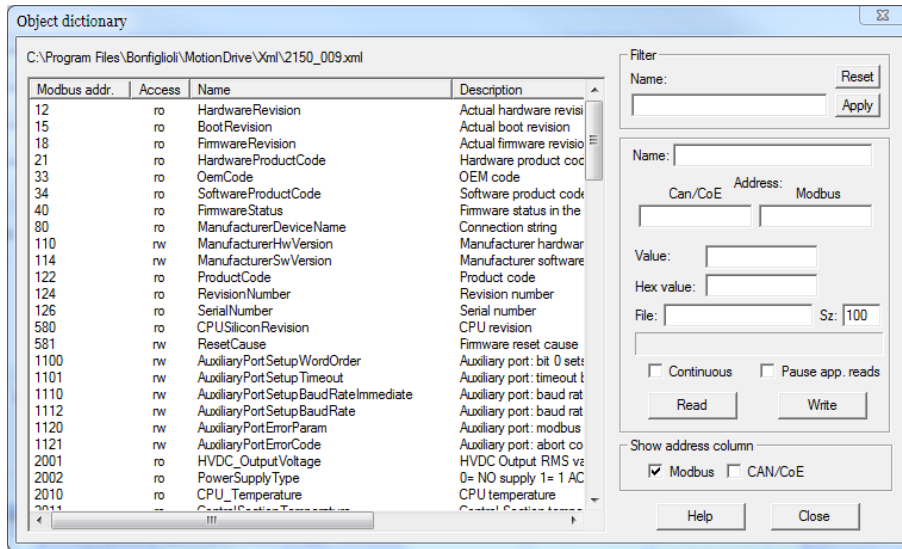 Object dictionary
C:\Program Files\Bonfiglioli\MotionDrive\Xml\2150_009.xml
Modbus addr. Access Name Description
12 ro HardwareRevision Actual hardware revisi
15 ro BootRevision Actual boot revision
18 ro FirmwareRevision Actual firmware revisio
21 ro HardwareProductCode Hardware product coc
33 ro OemCode OEM code
34 ro SoftwareProductCode Software product code
40 ro FirmwareStatus Firmware status in the
80 ro ManufacturerDeviceName Connection string
110 rw ManufacturerHwVersion Manufacturer hardwar
114 rw ManufacturerSwVersion Manufacturer software
122 ro ProductCode Product code
124 ro RevisionNumber Revision number
126 ro SerialNumber Serial number
580 ro CPUSiliconRevision CPU revision
581 rw ResetCause Firmware reset cause
1100 rw AuxiliaryPortSetupWordOrder Auxiliary port: bit 0 sets
1101 rw AuxiliaryPortSetupTimeout Auxiliary port: timeout b
1110 rw AuxiliaryPortSetupBaudRateImmediate Auxiliary port: baud rat
1112 rw AuxiliaryPortSetupBaudRate Auxiliary port: baud rat
1120 rw AuxiliaryPortErrorParam Auxiliary port: modbus
1121 rw AuxiliaryPortErrorCode Auxiliary port: abort co
2001 ro HVDC_OutputVoltage HVDC Output RMS va
2002 ro PowerSupplyType 0= NO supply 1= 1 AC
2010 ro CPU_Temperature CPU temperature
2011 ro ControlSectionTemperature Control Section tempe
Filter
Name:
Reset
Apply
Name:
Address:
Can/CoE Modbus
Value:
Hex value:
File: Sz: 100
Continuous Pause app. reads
Read Write
Show address column
Modbus CAN/CoE
Help Close